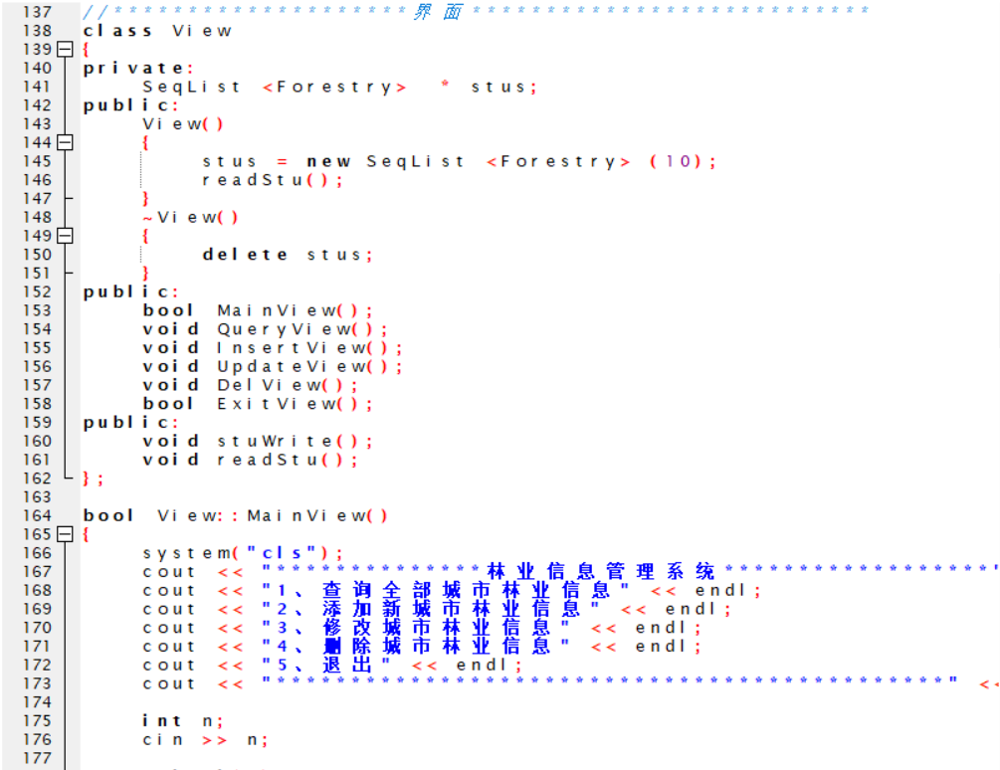 137 //********************界面***************************
138 class View
139 {
140 private:
141 SeqList <Forestry> * stus;
142 public:
143 View()
144 {
145 stus = new SeqList <Forestry> (10);
146 readStu();
147 }
148 ~View()
149 {
150 delete stus;
151 }
152 public:
153 bool MainView();
154 void QueryView();
155 void InsertView();
156 void UpdateView();
157 void DelView();
158 bool ExitView();
159 public:
160 void stuWrite();
161 void readStu();
162 };
163
164 bool View::MainView()
165 {
166 system("cls");
167 cout << "**************林业信息管理系统******************"
168 cout << "1、查询全部城市林业信息" << endl;
169 cout << "2、添加新城市林业信息" << endl;
170 cout << "3、修改城市林业信息" << endl;
171 cout << "4、删除城市林业信息" << endl;
172 cout << "5、退出" << endl;
173 cout << "*********************************************" <<
174
175 int n;
176 cin >> n;
177